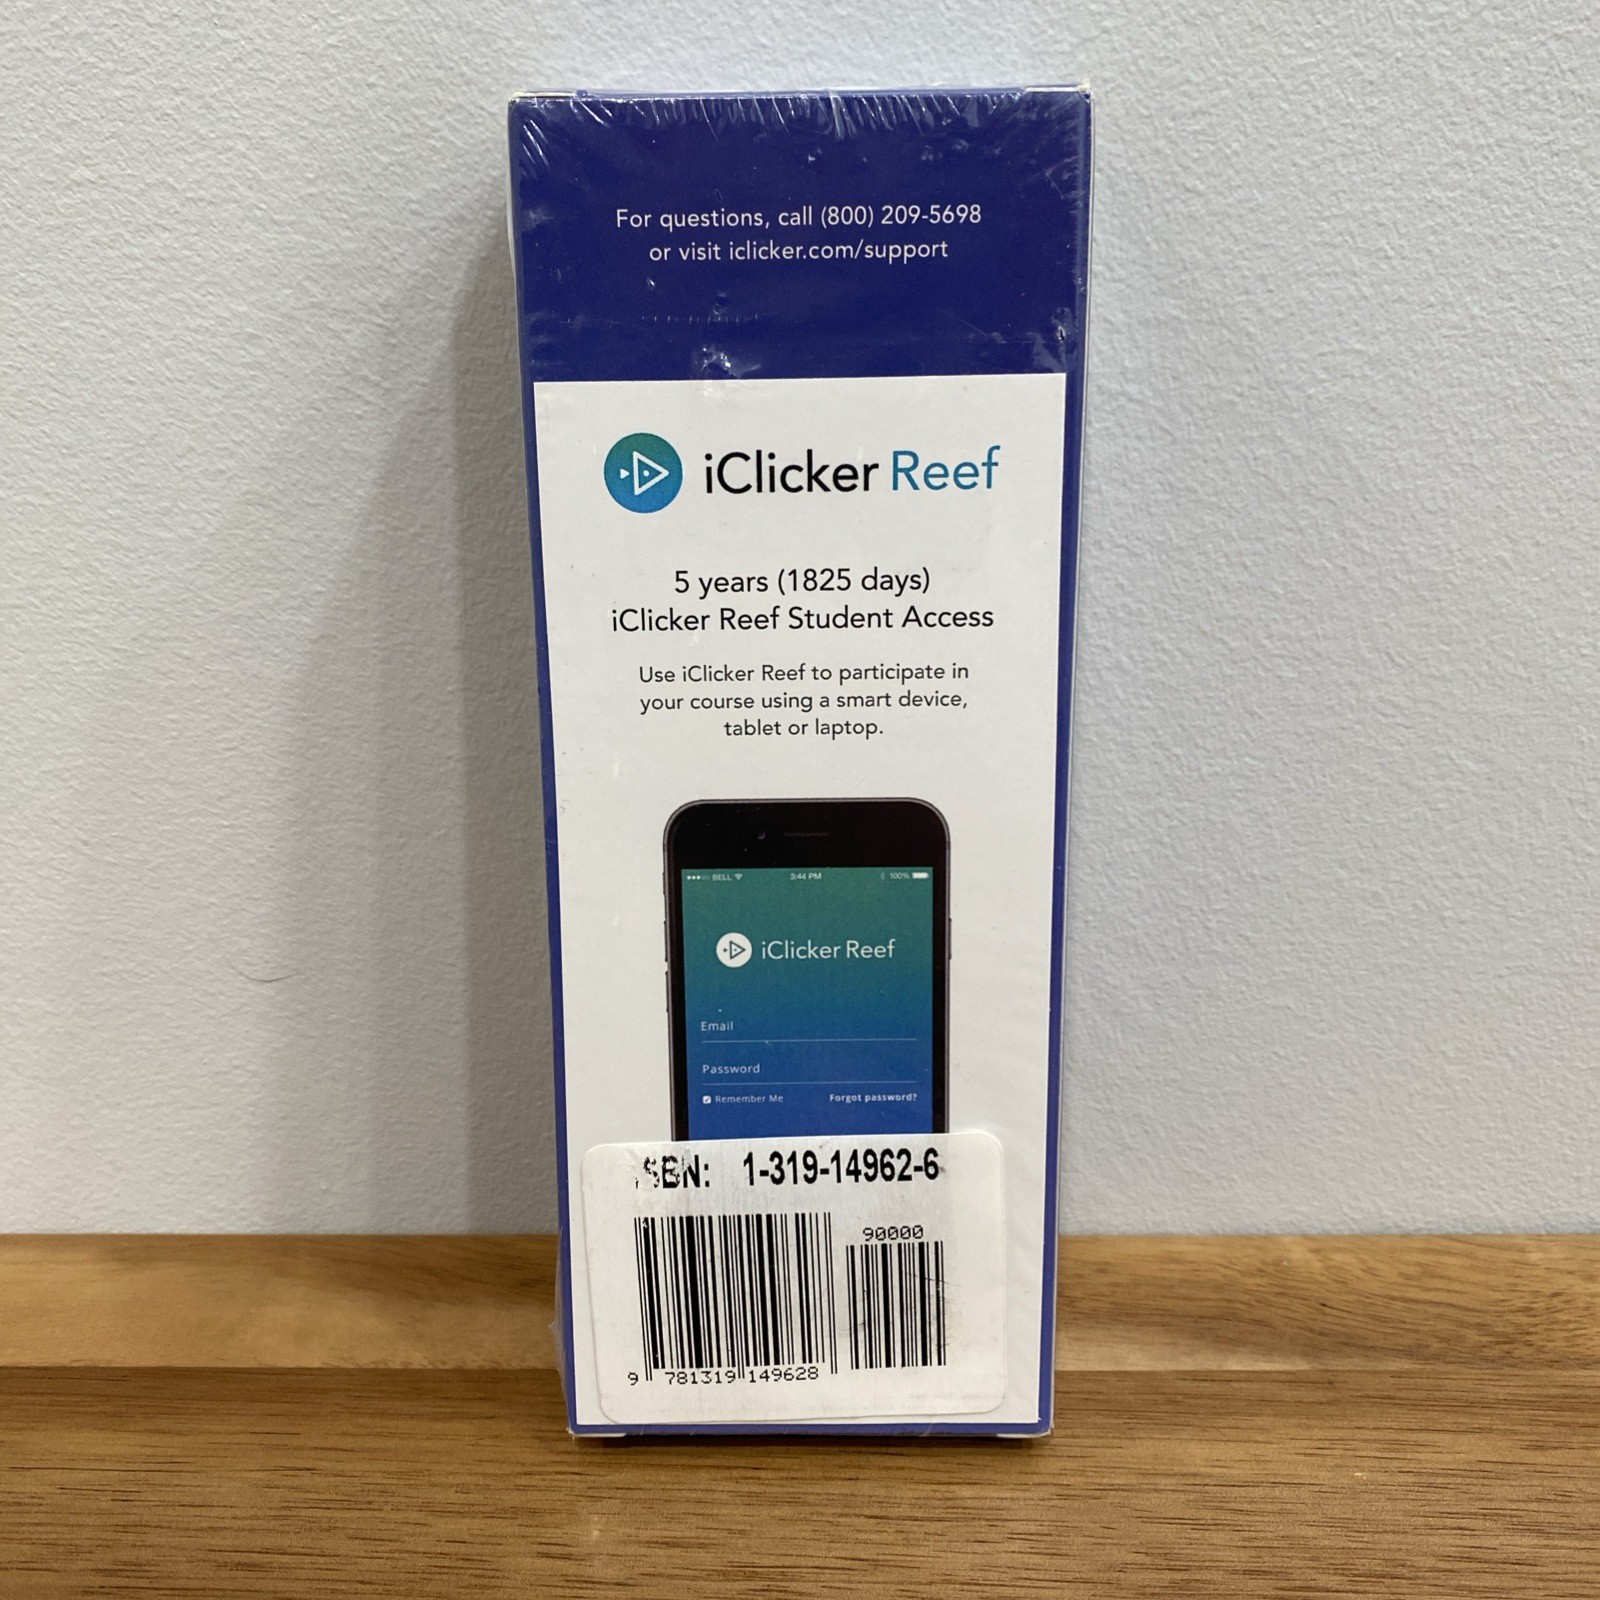 For questions, call (800) 209-5698
or visit iclicker.com/support
iClicker Reef
5 years (1825 days)
iClicker Reef Student Access
Use iClicker Reef to participate in
your course using a smart device,
tablet or laptop.
BELL 3:44 PM 100%
iClicker Reef
Email
Password
Remember Me Forgot password?
ISBN: 1-319-14962-6
90000
9 781319 149628